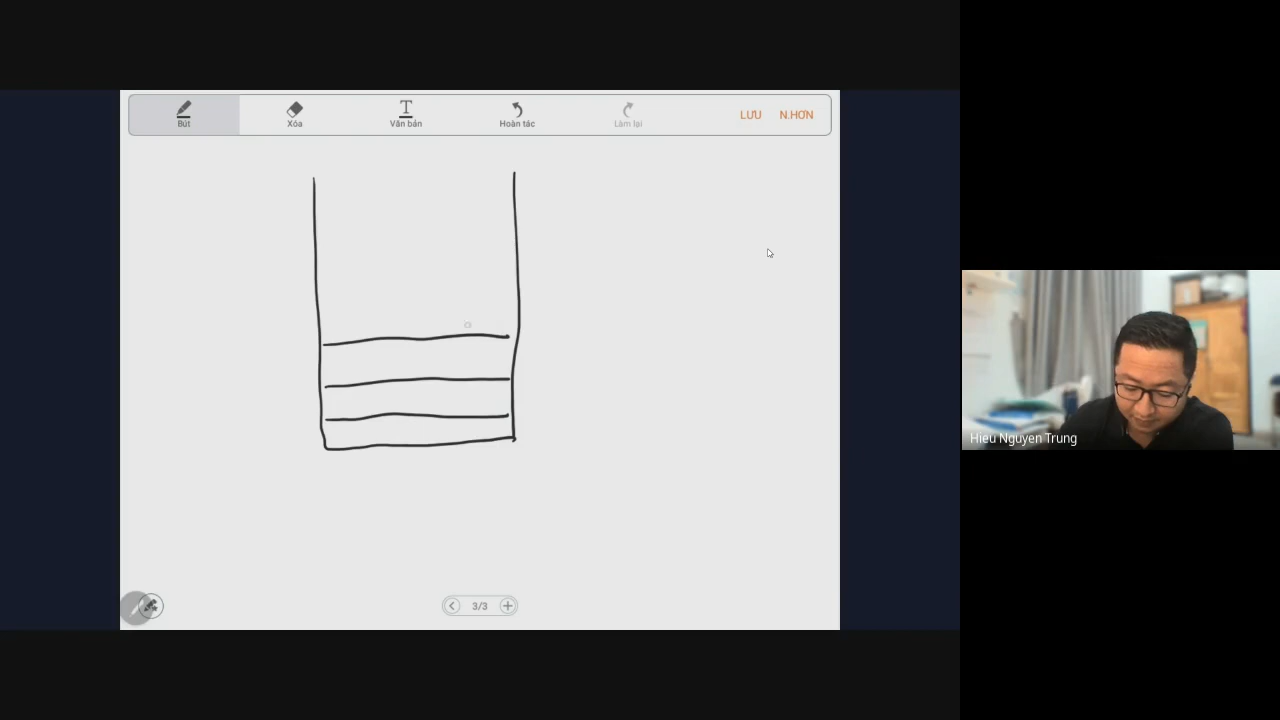 Bút
Xóa
Văn bản
Hoàn tác
Làm lại
LƯU
N.HƠN
Hieu Nguyen Trung
3/3